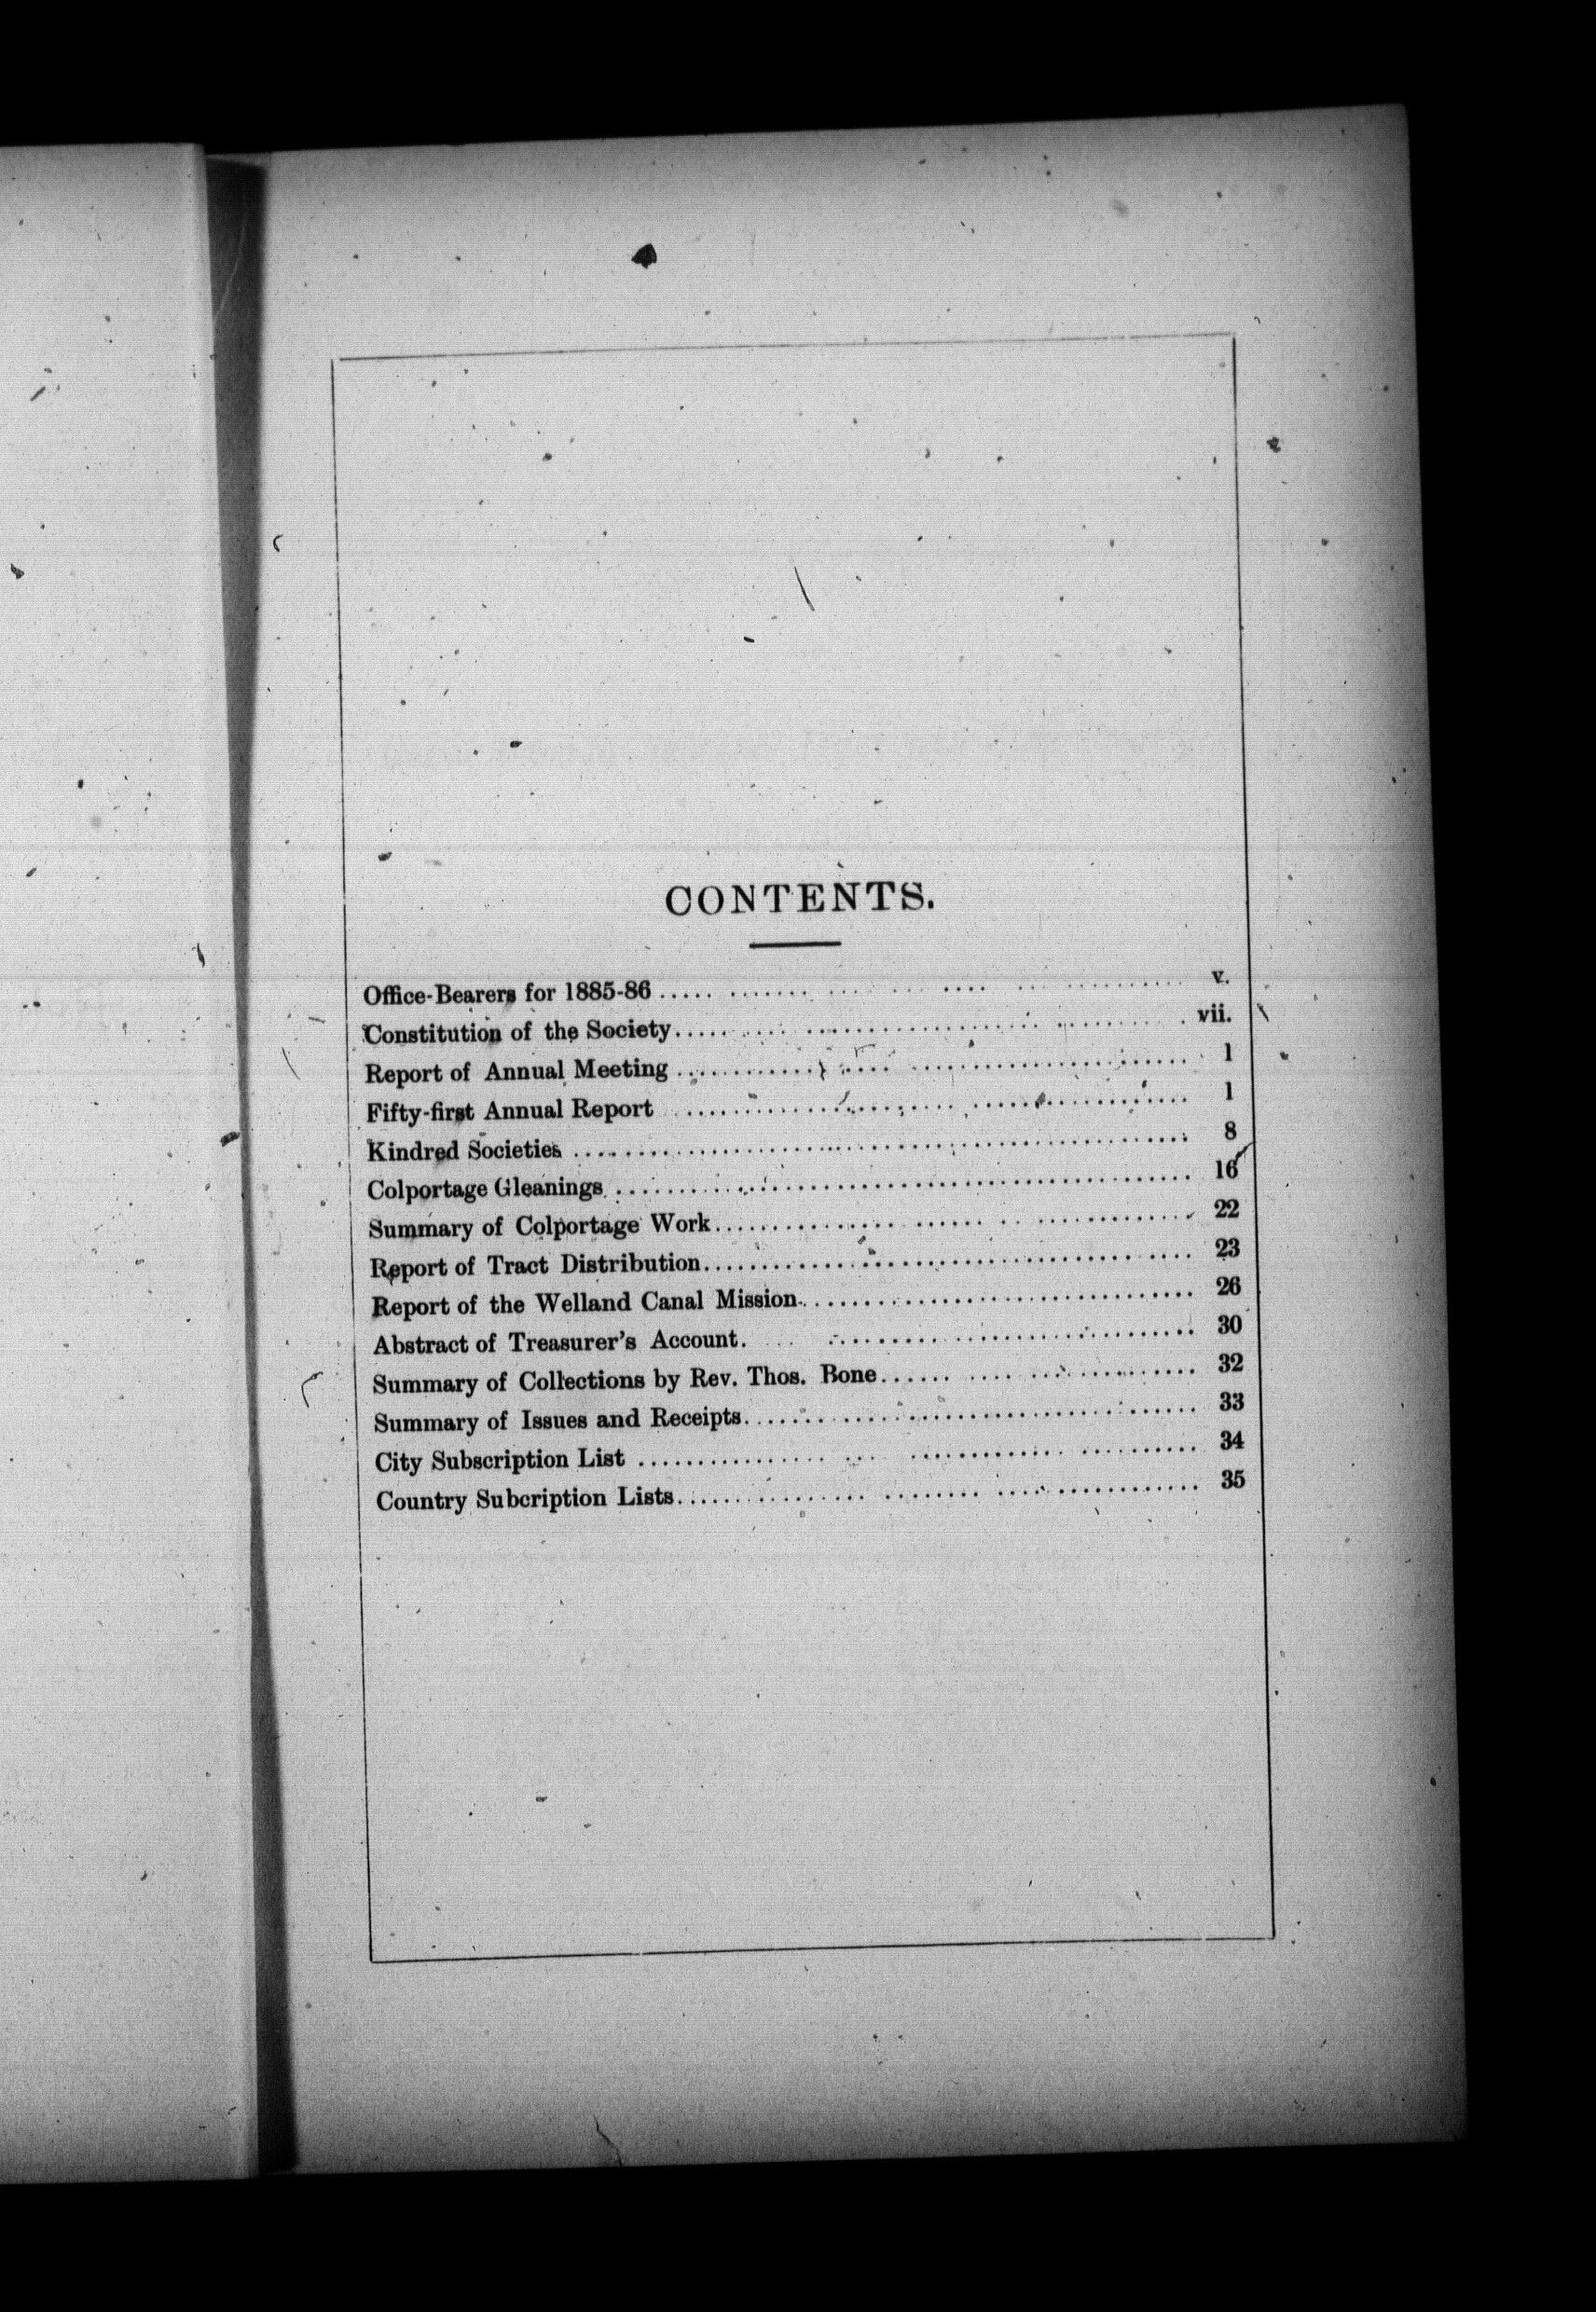 CONTENTS.
Office-Bearers for 1885-86 ..... ....... ... .... ... ........... v.
Constitution of the Society..... .... .................... ......... vii.
Report of Annual Meeting ............ .... ........................ 1
Fifty-first Annual Report .............................. 1
Kindred Societies .................................................... 8
Colportage Gleanings ................................................ 16
Summary of Colportage Work............... ...... .. ............. 22
Report of Tract Distribution......................................... 23
Report of the Welland Canal Mission................................. 26
Abstract of Treasurer's Account. ............................... 30
Summary of Collections by Rev. Thos. Bone...... .... .............. 32
Summary of Issues and Receipts...................................... 33
City Subscription List ................ ... ............. .......... 34
Country Subcription Lists................ ........ ................. 35